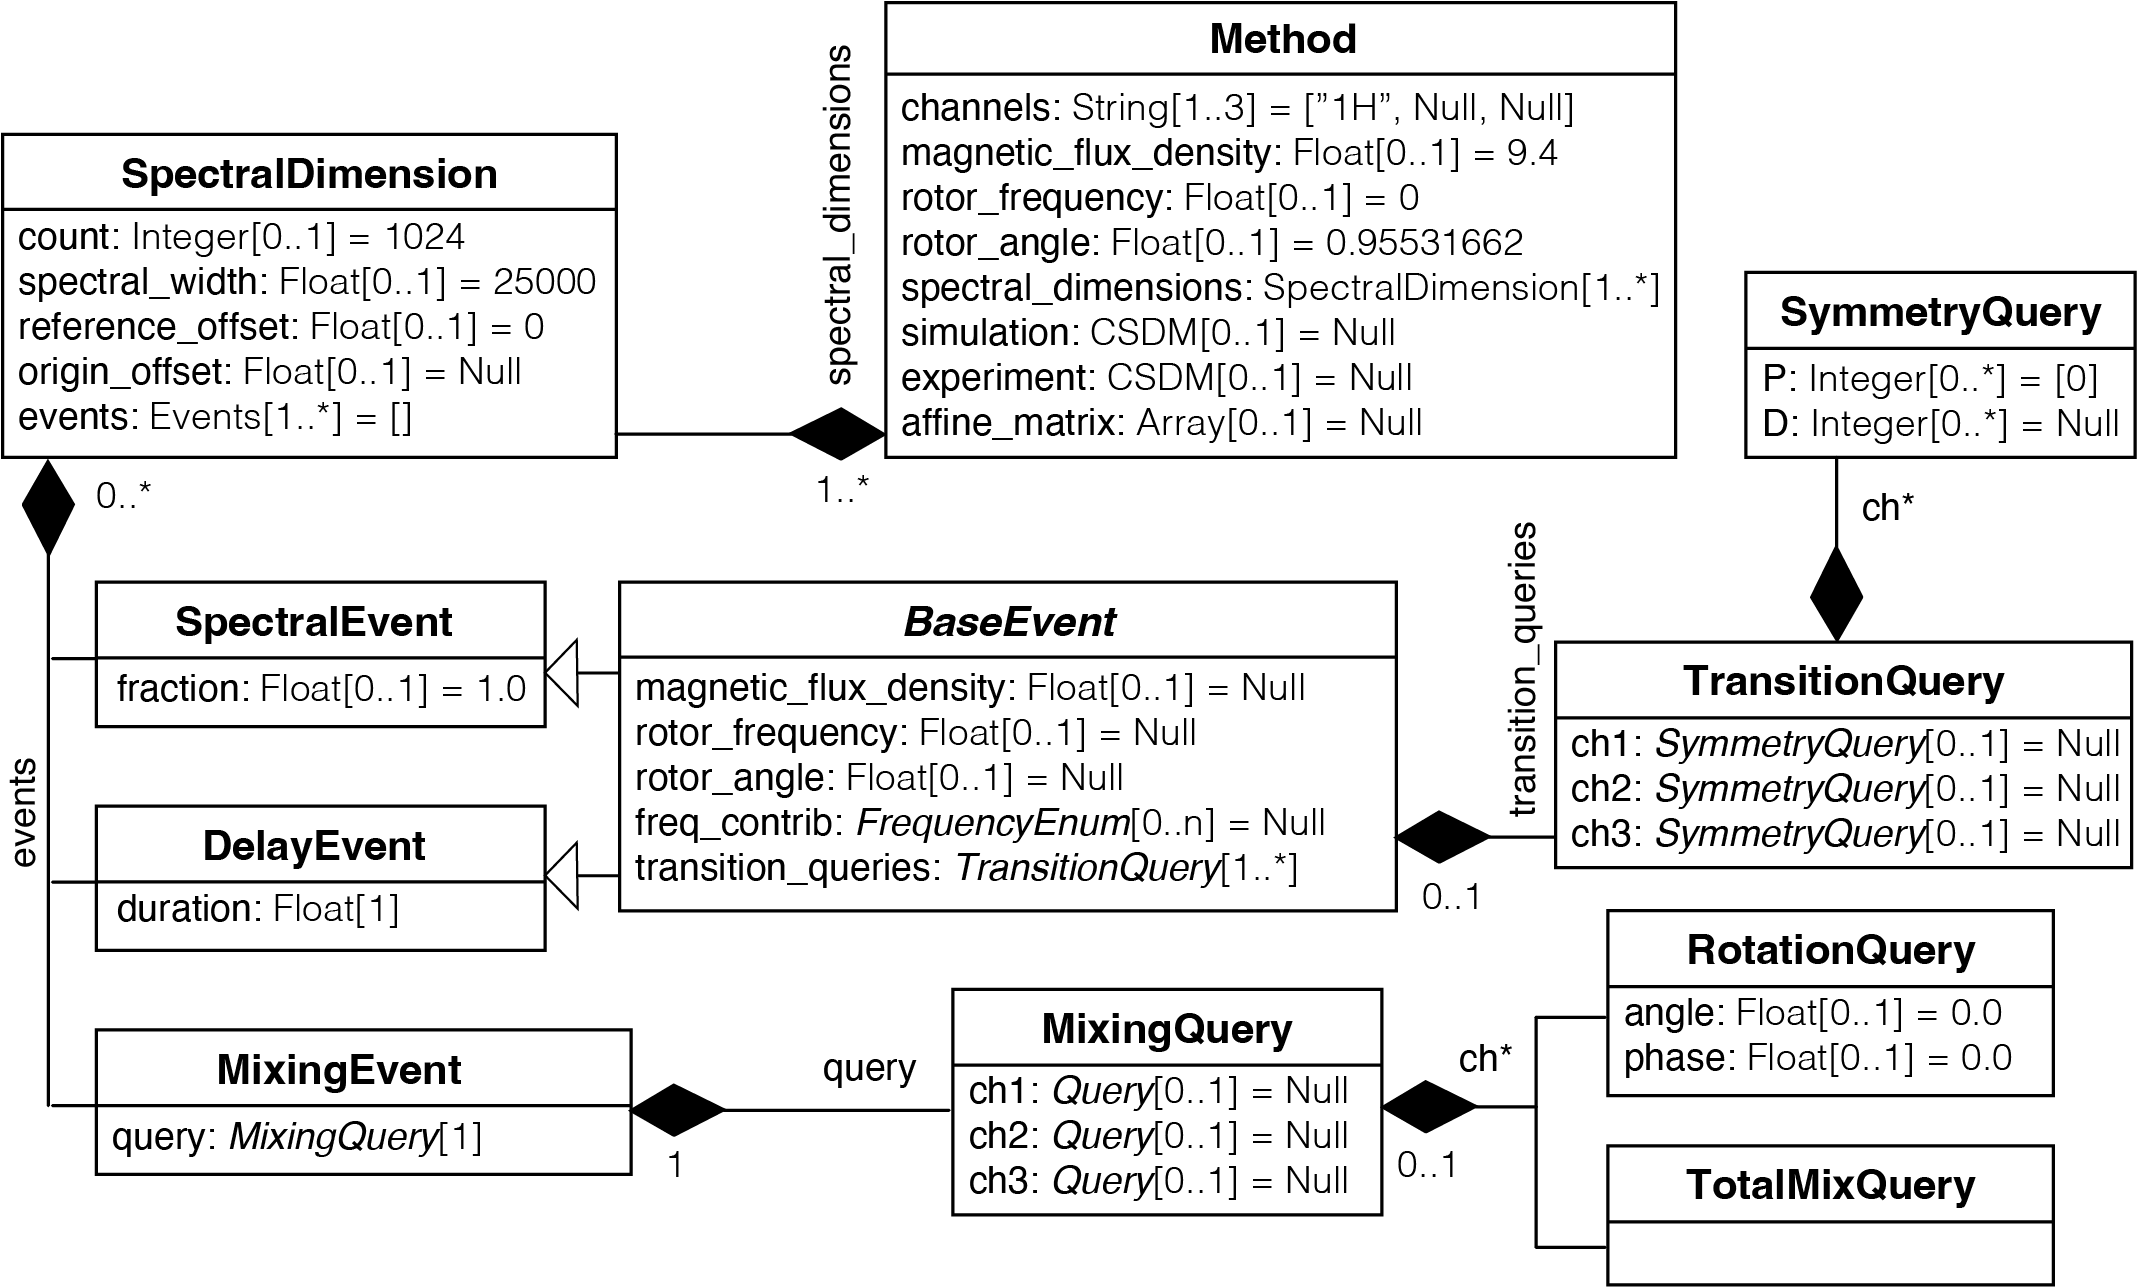 Method
channels: String[1..3] = [”1H”, Null, Null]
magnetic_flux_density: Float[0..1] = 9.4
rotor_frequency: Float[0..1] = 0
rotor_angle: Float[0..1] = 0.95531662
spectral_dimensions: SpectralDimension[1..*]
simulation: CSDM[0..1] = Null
experiment: CSDM[0..1] = Null
affine_matrix: Array[0..1] = Null
spectral_dimensions
1..*
SpectralDimension
count: Integer[0..1] = 1024
spectral_width: Float[0..1] = 25000
reference_offset: Float[0..1] = 0
origin_offset: Float[0..1] = Null
events: Events[1..*] = []
0..*
events
SymmetryQuery
P: Integer[0..*] = [0]
D: Integer[0..*] = Null
ch*
SpectralEvent
fraction: Float[0..1] = 1.0
DelayEvent
duration: Float[1]
BaseEvent
magnetic_flux_density: Float[0..1] = Null
rotor_frequency: Float[0..1] = Null
rotor_angle: Float[0..1] = Null
freq_contrib: FrequencyEnum[0..n] = Null
transition_queries: TransitionQuery[1..*]
0..1
transition_queries
TransitionQuery
ch1: SymmetryQuery[0..1] = Null
ch2: SymmetryQuery[0..1] = Null
ch3: SymmetryQuery[0..1] = Null
MixingEvent
query: MixingQuery[1]
1
query
MixingQuery
ch1: Query[0..1] = Null
ch2: Query[0..1] = Null
ch3: Query[0..1] = Null
0..1
ch*
RotationQuery
angle: Float[0..1] = 0.0
phase: Float[0..1] = 0.0
TotalMixQuery